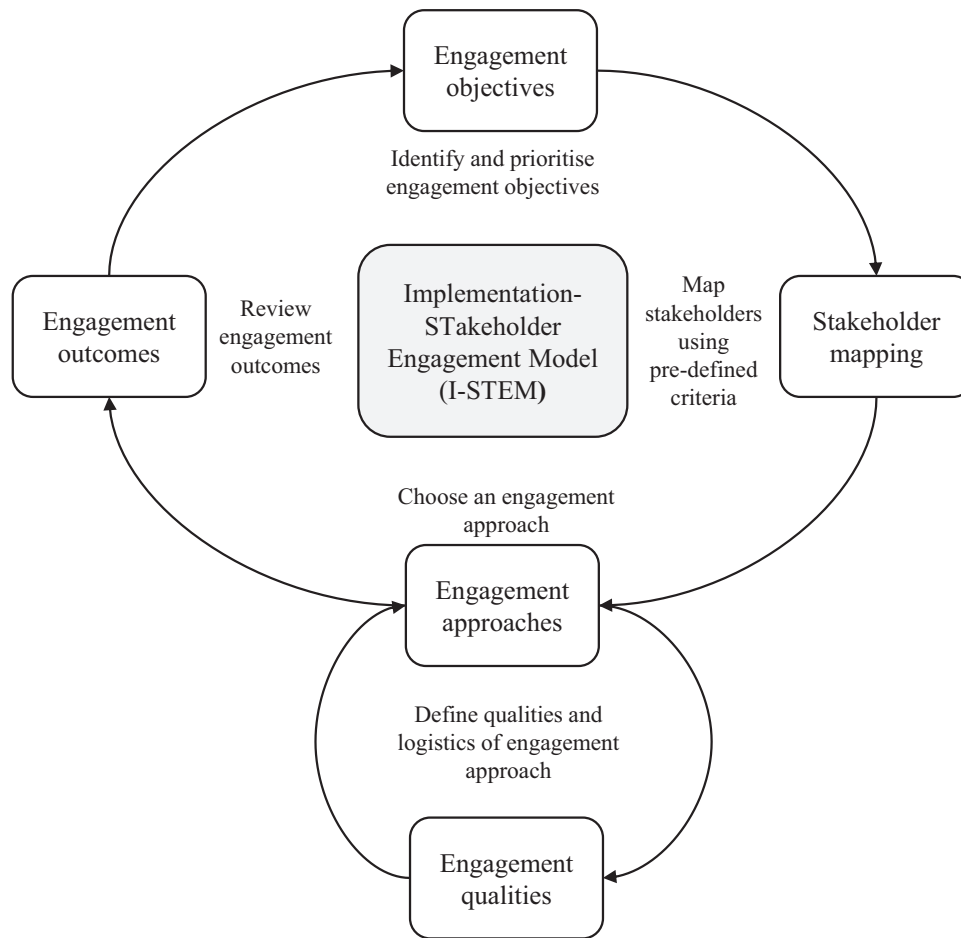 Engagement
objectives
Identify and prioritise
engagement objectives
Engagement
outcomes
Review
engagement
outcomes
Implementation-
STakeholder
Engagement Model
(I-STEM)
Map
stakeholders
using
pre-defined
criteria
Stakeholder
mapping
Choose an engagement
approach
Engagement
approaches
Define qualities and
logistics of engagement
approach
Engagement
qualities